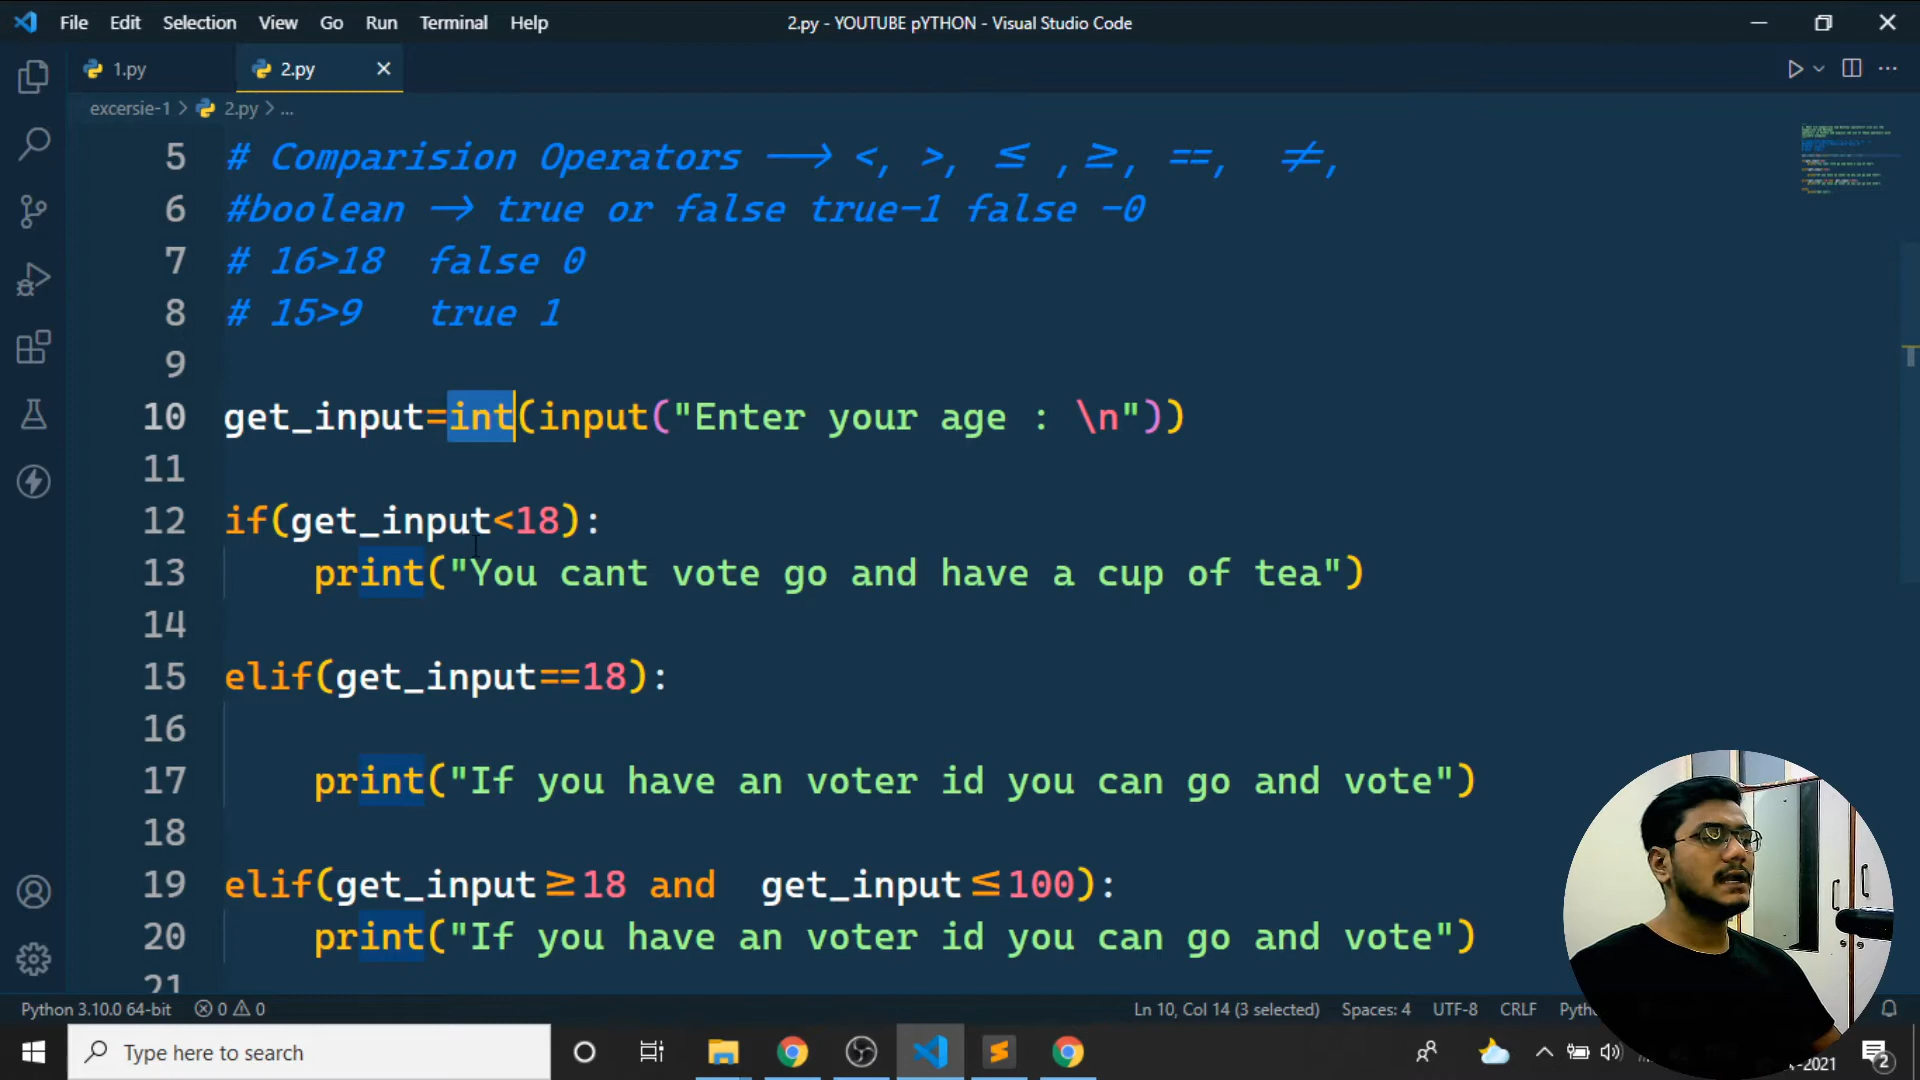 File Edit Selection View Go Run Terminal Help
2.py - YOUTUBE pYTHON - Visual Studio Code
1.py
2.py
excersie-1 > 2.py > ...
5 # Comparision Operators ⟶ <, >, ≤ ,≥, ==, ≠,
6 #boolean -> true or false true-1 false -0
7 # 16>18 false 0
8 # 15>9 true 1
9
10 get_input=int(input("Enter your age : \n"))
11
12 if(get_input<18):
13 print("You cant vote go and have a cup of tea")
14
15 elif(get_input==18):
16
17 print("If you have an voter id you can go and vote")
18
19 elif(get_input≥18 and get_input≤100):
20 print("If you have an voter id you can go and vote")
21
Python 3.10.0 64-bit 0 0
Ln 10, Col 14 (3 selected) Spaces: 4 UTF-8 CRLF
Type here to search
2021
2